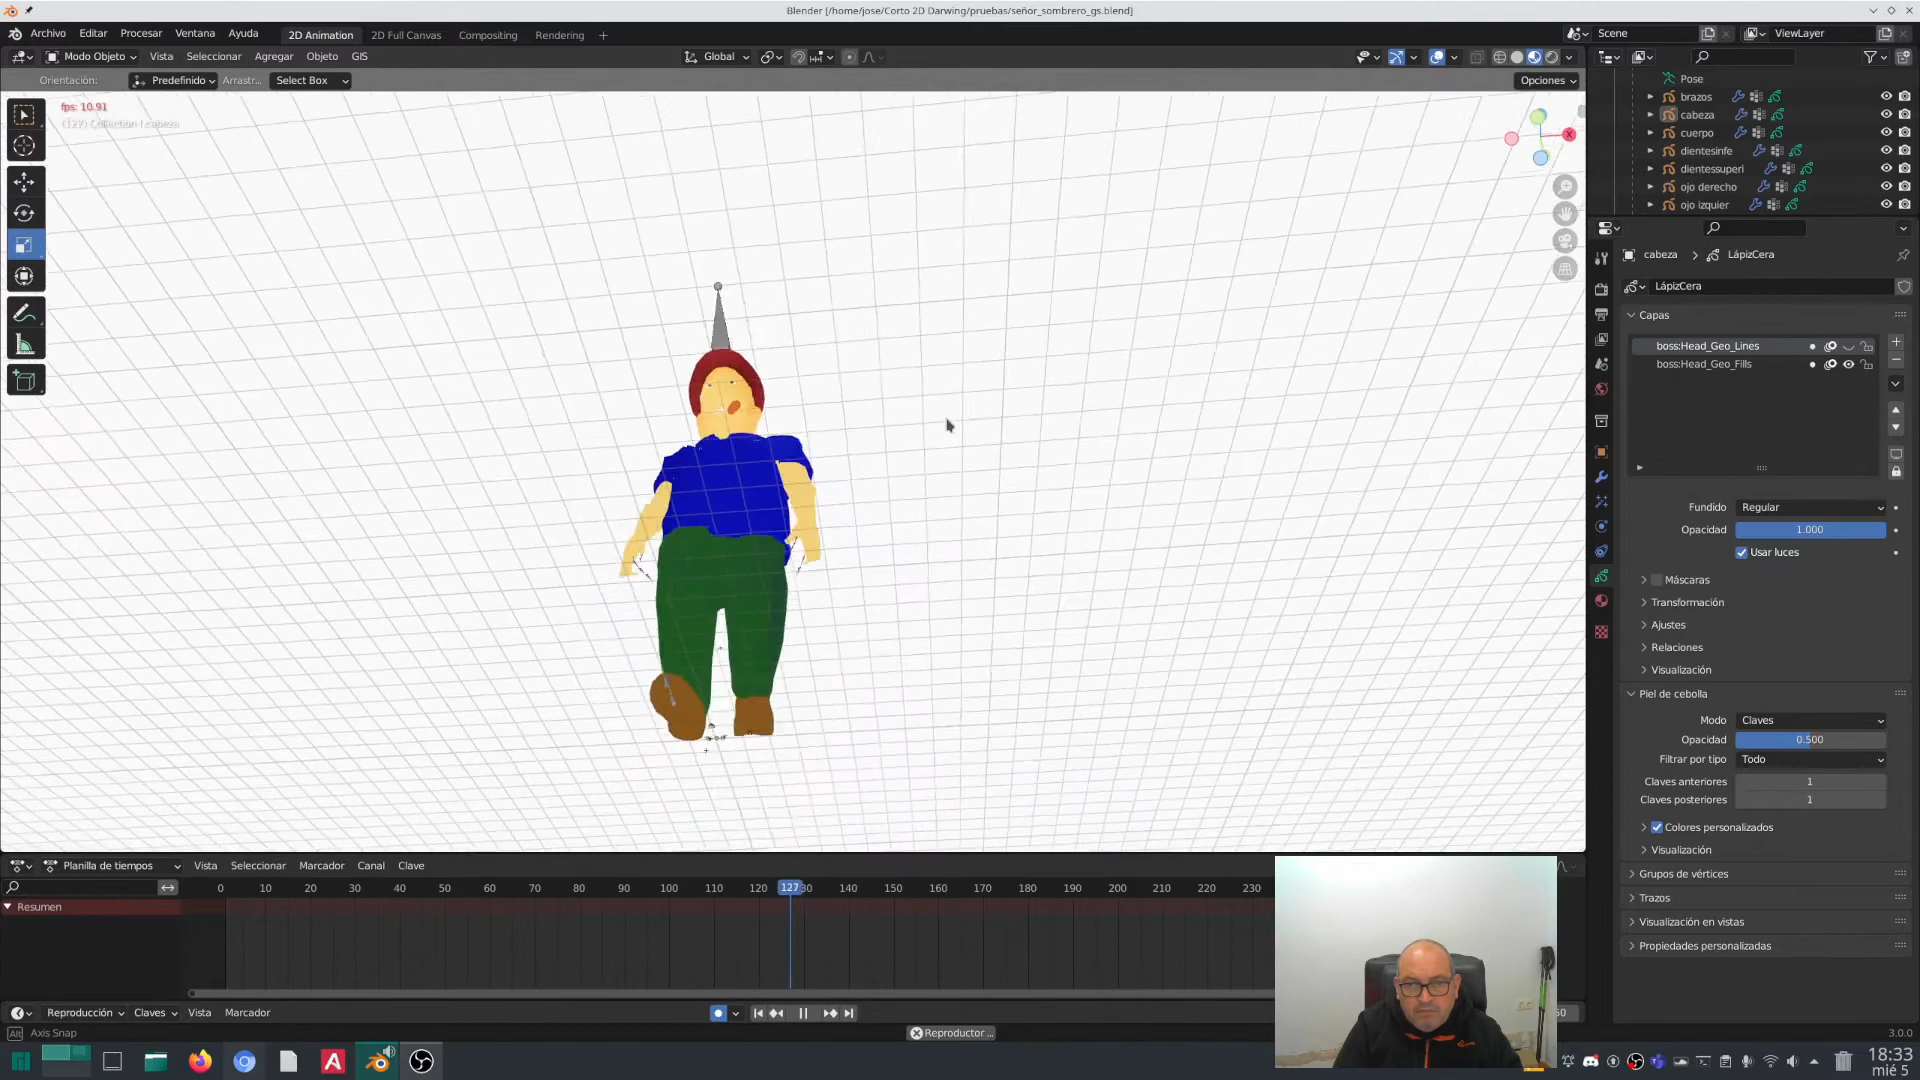 Blender [/home/jose/Corto 2D Darwing/pruebas/señor_sombrero_gs.blend]
Archivo Editar Procesar Ventana Ayuda 2D Animation 2D Full Canvas Compositing Rendering + Scene ViewLayer
Modo Objeto Vista Seleccionar Agregar Objeto GIS Global
Orientación: Predefinido Arrastr... Select Box Opciones
fps: 10.91
(127) Collection | cabeza
X
Pose
brazos
cabeza
cuerpo
dientesinfe
dientessuperi
ojo derecho
ojo izquier
cabeza > LápizCera
LápizCera
Capas
boss:Head_Geo_Lines
boss:Head_Geo_Fills
Fundido Regular
Opacidad 1.000
Usar luces
Máscaras
Transformación
Ajustes
Relaciones
Visualización
Piel de cebolla
Modo Claves
Opacidad 0.500
Filtrar por tipo Todo
Claves anteriores 1
Claves posteriores 1
Colores personalizados
Visualización
Grupos de vértices
Trazos
Visualización en vistas
Propiedades personalizadas
Planilla de tiempos Vista Seleccionar Marcador Canal Clave
0 10 20 30 40 50 60 70 80 90 100 110 120 127 30 140 150 160 170 180 190 200 210 220 230
Resumen
Reproducción Claves Vista Marcador
Alt Axis Snap Reproductor ... 3.0.0
18:33
mié 5